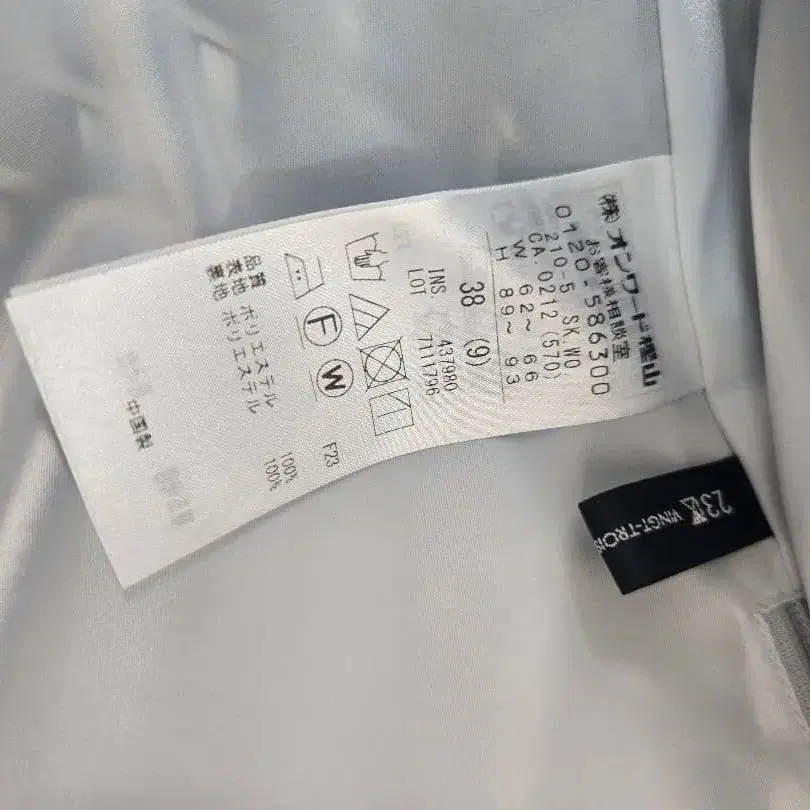 (株)オンワード樫山
お客様相談室
0120-586300
210-5 SK.WO
CA 0212 (570)
W 62~ 66
H 89~ 93
38 (9)
INS 437980
LOT 7111796
F W
F23
品質
表地 ポリエステル 100%
裏地 ポリエステル 100%
中国製
23区 VINGT-TROIS